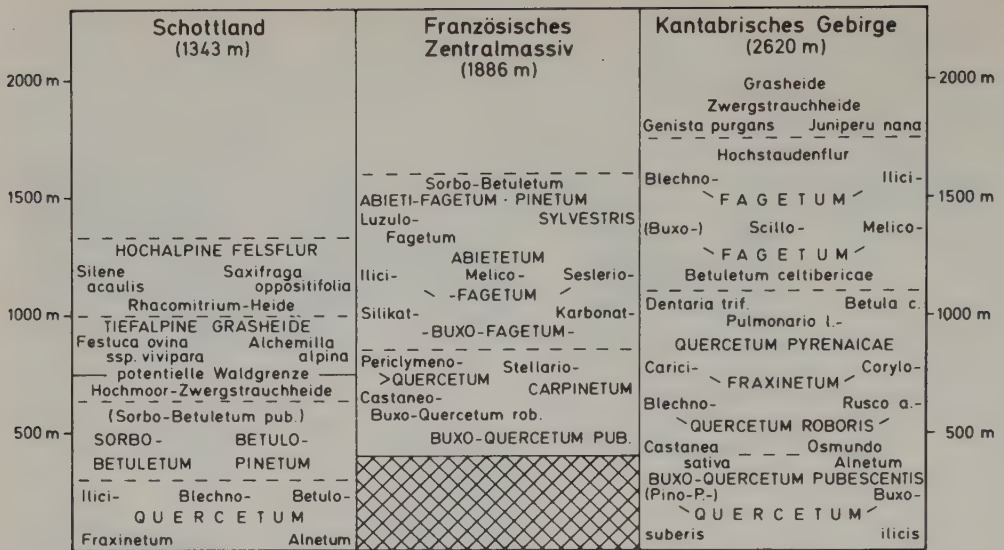 Schottland
(1343 m)
2000 m
1500 m
HOCHALPINE FELSFLUR
Silene Saxifraga
acaulis oppositifolia
Rhacomitrium-Heide
1000 m
TIEFALPINE GRASHEIDE
Festuca ovina Alchemilla
ssp. vivipara alpina
potentielle Waldgrenze
Hochmoor-Zwergstrauchheide
(Sorbo-Betuletum pub.)
500 m
SORBO- BETULO-
BETULETUM PINETUM
Ilici- Blechno- Betulo-
QUERCETUM
Fraxinetum Alnetum
Französisches
Zentralmassiv
(1886 m)
Sorbo-Betuletum
ABIETI-FAGETUM · PINETUM
Luzulo- SYLVESTRIS
Fagetum
ABIETETUM
Ilici- Melico- Seslerio-
-FAGETUM
Silikat- Karbonat-
-BUXO-FAGETUM-
Periclymeno- Stellario-
>QUERCETUM
CARPINETUM
Castaneo-
Buxo-Quercetum rob.
BUXO-QUERCETUM PUB.
Kantabrisches Gebirge
(2620 m)
2000 m
Grasheide
Zwergstrauchheide
Genista purgans Juniperu nana
Hochstaudenflur
Blechno- Ilici-
1500 m
FAGETUM
(Buxo-) Scillo- Melico-
FAGETUM
Betuletum celtibericae
1000 m
Dentaria trif. Betula c.
Pulmonario l.-
QUERCETUM PYRENAICAE
Carici- Corylo-
FRAXINETUM
Blechno- Rusco a.-
QUERCETUM ROBORIS
500 m
Castanea Osmundo
sativa Alnetum
BUXO-QUERCETUM PUBESCENTIS
(Pino-P.-) Buxo-
QUERCETUM
suberis ilicis